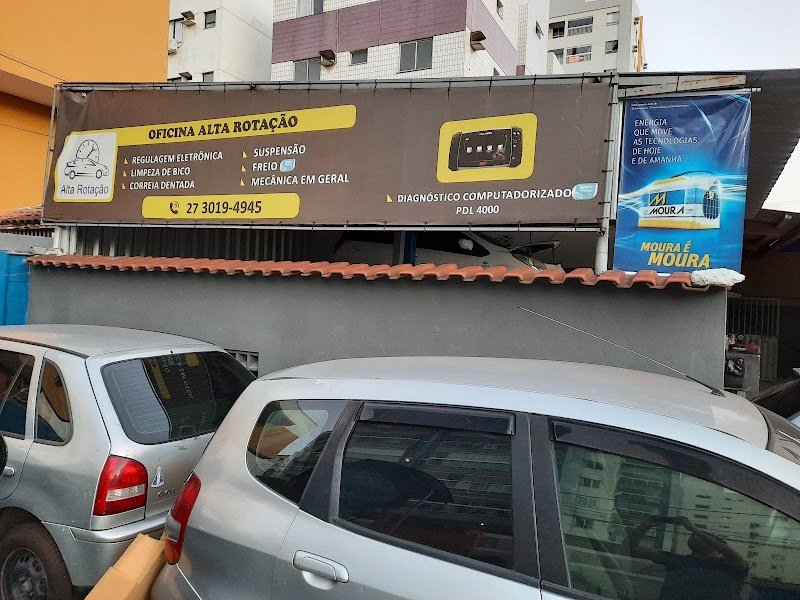 OFICINA ALTA ROTAÇÃO
Alta Rotação
REGULAGEM ELETRÔNICA
LIMPEZA DE BICO
CORREIA DENTADA
SUSPENSÃO
FREIO
MECÂNICA EM GERAL
27 3019-4945
DIAGNÓSTICO COMPUTADORIZADO
PDL 4000
ENERGIA
QUE MOVE
AS TECNOLOGIAS
DE HOJE
E DE AMANHÃ.
MOURA
MOURA É
MOURA